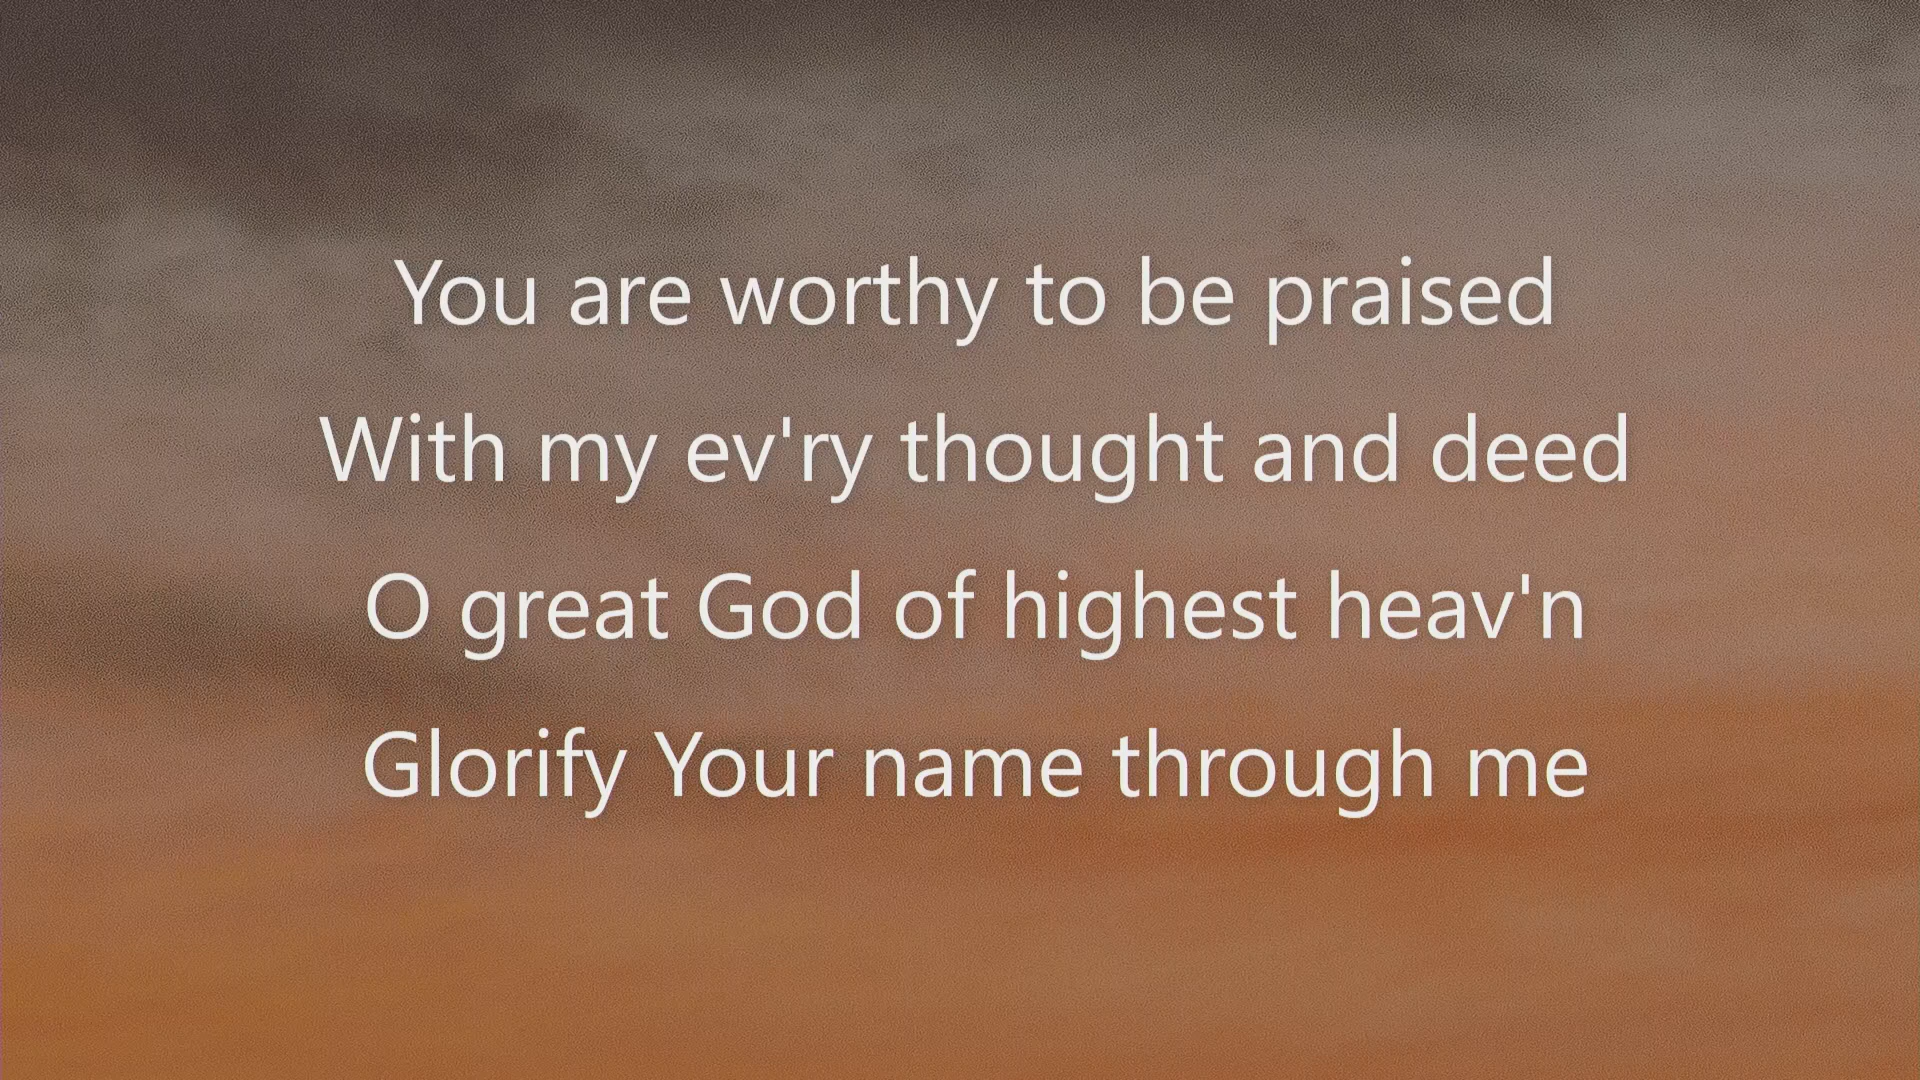 You are worthy to be praised
With my ev'ry thought and deed
O great God of highest heav'n
Glorify Your name through me